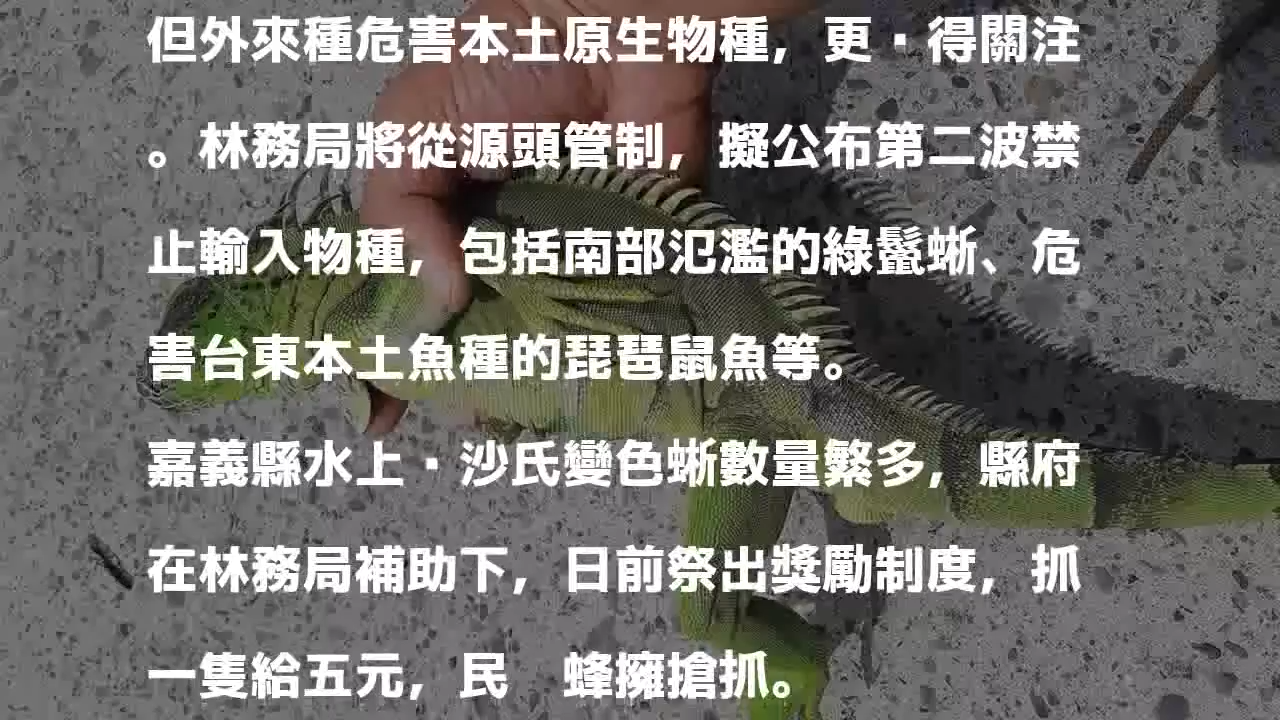 但外來種危害本土原生物種，更·得關注
。林務局將從源頭管制，擬公布第二波禁
止輸入物種，包括南部氾濫的綠鬣蜥、危
害台東本土魚種的琵琶鼠魚等。
嘉義縣水上·沙氏變色蜥數量繁多，縣府
在林務局補助下，日前祭出獎勵制度，抓
一隻給五元，民　蜂擁搶抓。